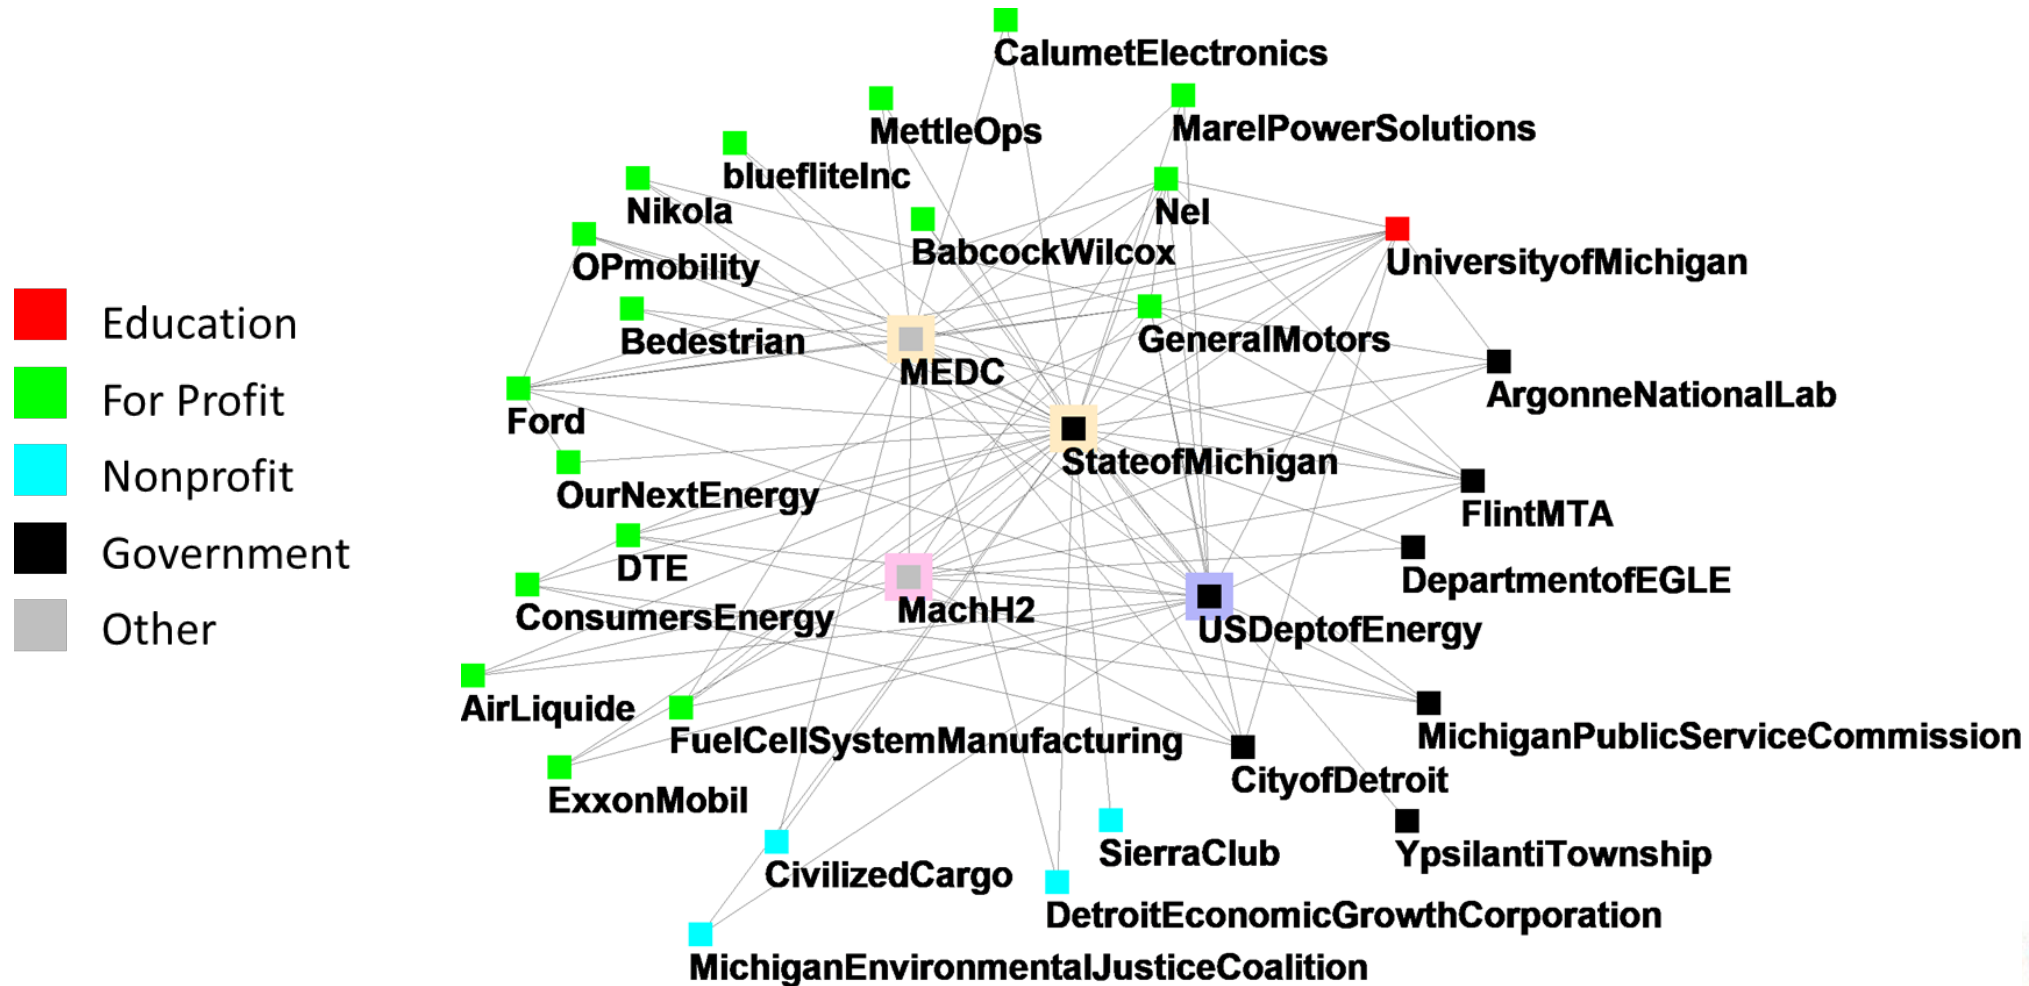 Education
For Profit
Nonprofit
Government
Other
CalumetElectronics
MettleOps
MarelPowerSolutions
bluefliteInc
Nikola
Nel
BabcockWilcox
OPmobility
UniversityofMichigan
Bedestrian
GeneralMotors
MEDC
ArgonneNationalLab
Ford
StateofMichigan
OurNextEnergy
FlintMTA
DTE
DepartmentofEGLE
ConsumersEnergy
MachH2
USDeptofEnergy
AirLiquide
FuelCellSystemManufacturing
MichiganPublicServiceCommission
CityofDetroit
ExxonMobil
SierraClub
YpsilantiTownship
CivilizedCargo
DetroitEconomicGrowthCorporation
MichiganEnvironmentalJusticeCoalition